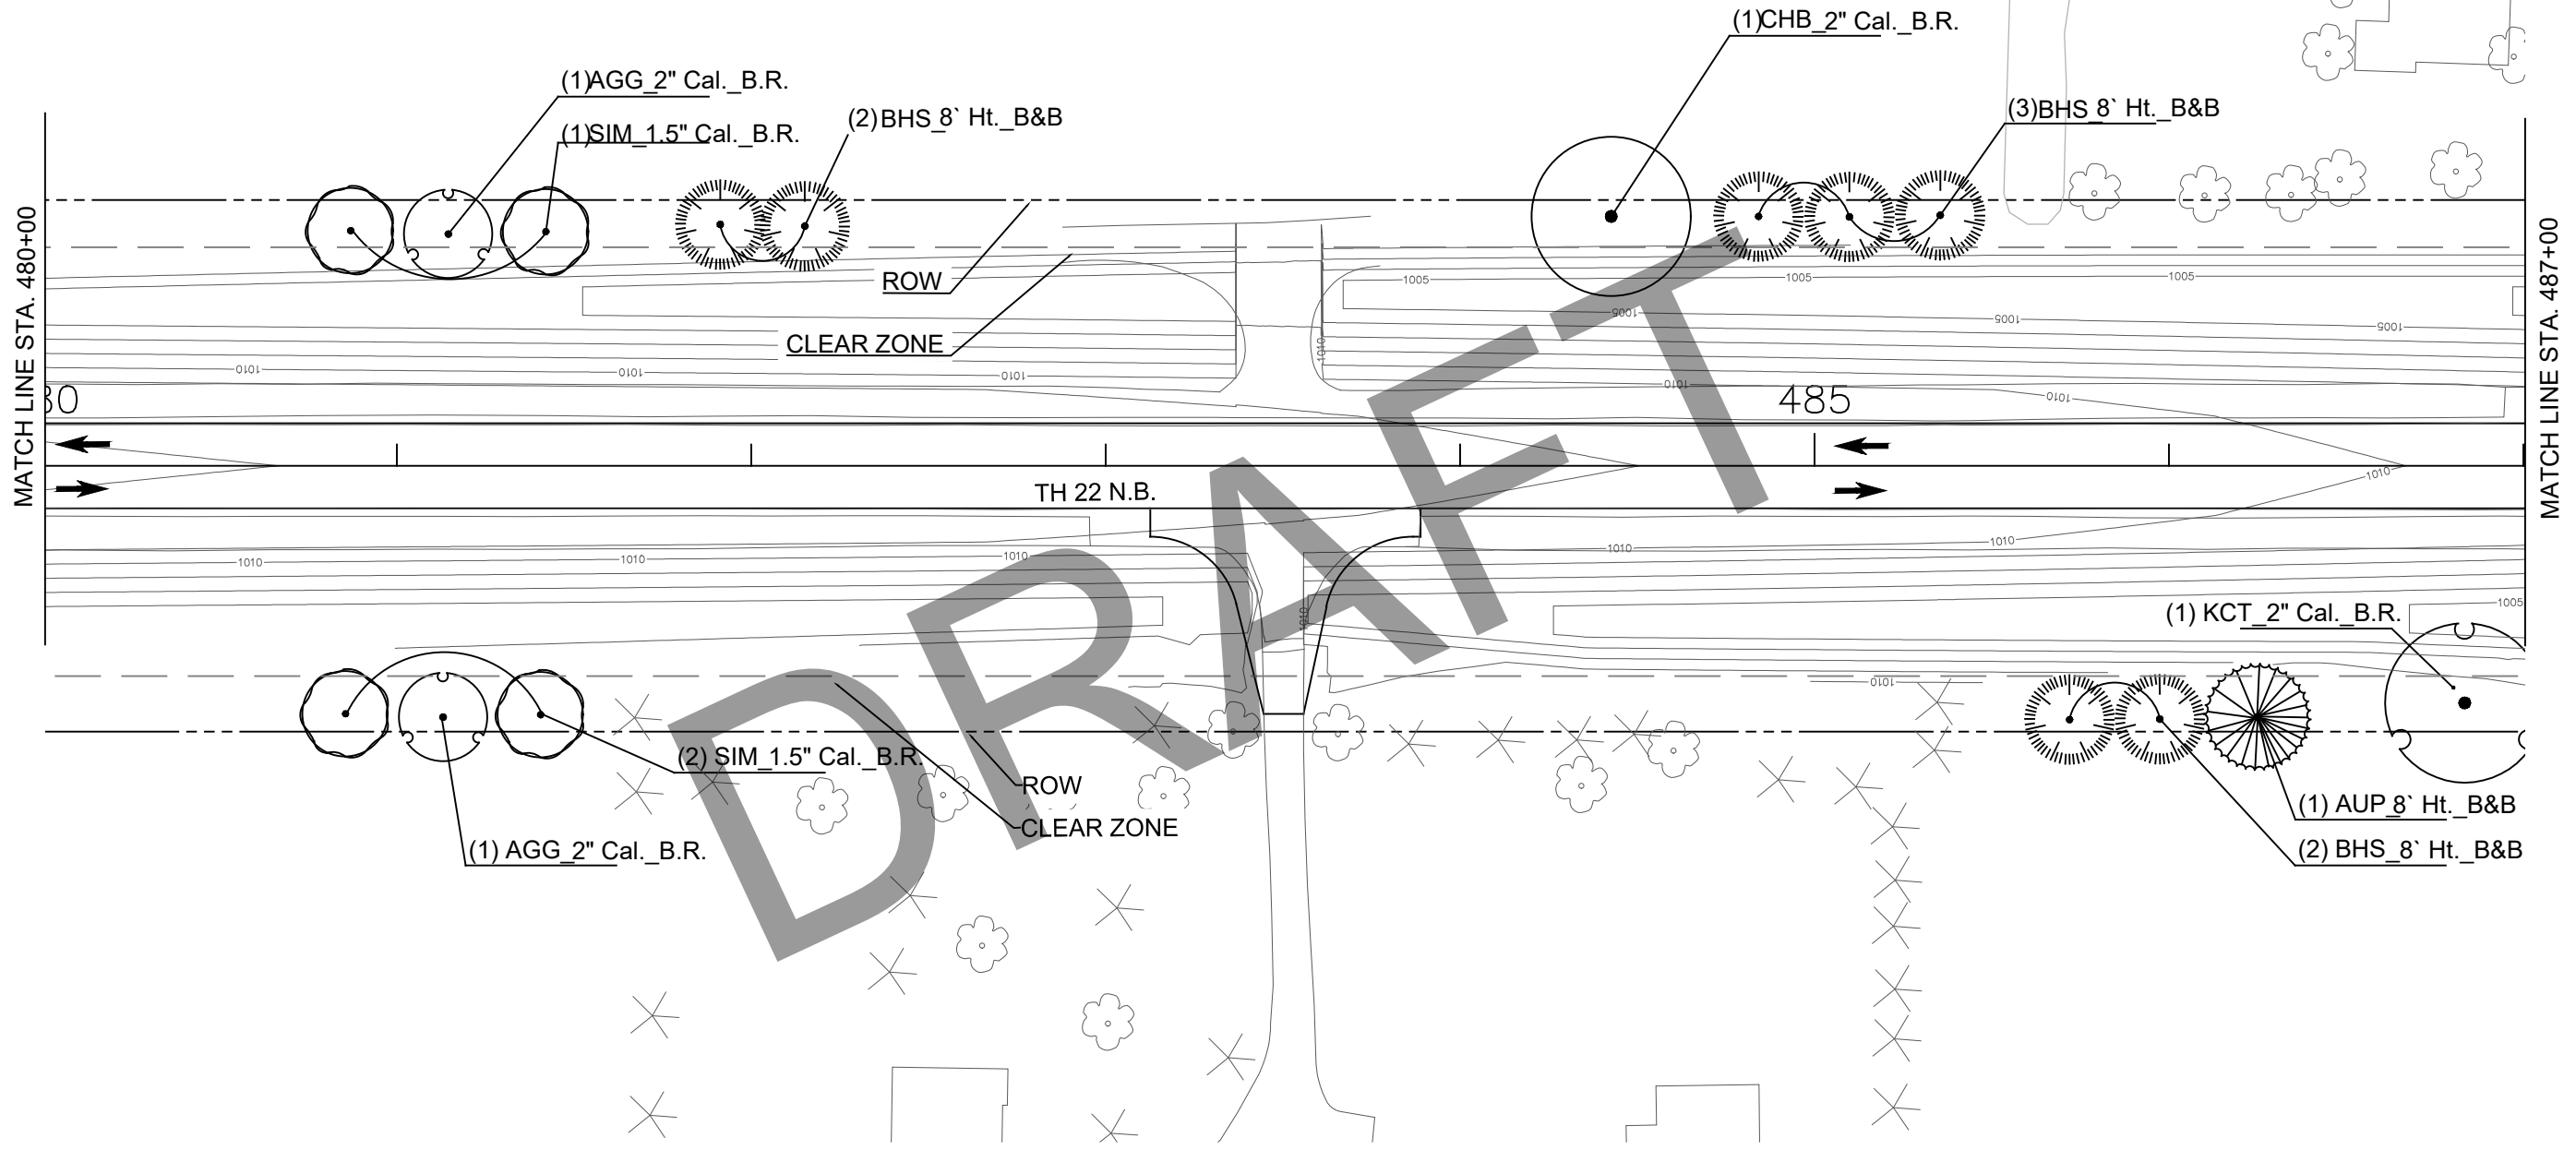 (1)CHB_2" Cal._B.R.
(1)AGG_2" Cal._B.R.
(1)SIM_1.5" Cal._B.R.
(2)BHS_8` Ht._B&B
(3)BHS_8` Ht._B&B
MATCH LINE STA. 480+00
MATCH LINE STA. 487+00
ROW
CLEAR ZONE
1005
1005
1005
1005
1005
1005
1010
1010
1010
1010
1010
1010
80
485
TH 22 N.B.
1010
1010
1010
1010
1010
1010
1010
1005
1010
DRAFT
(1) KCT_2" Cal._B.R.
(2) SIM_1.5" Cal._B.R.
ROW
CLEAR ZONE
(1) AGG_2" Cal._B.R.
(1) AUP_8` Ht._B&B
(2) BHS_8` Ht._B&B